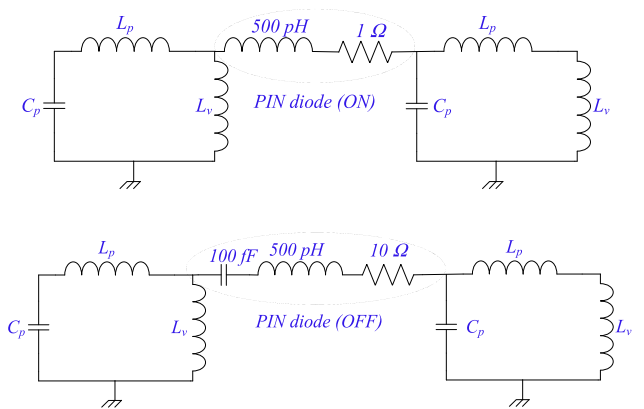 L_p 500 pH 1 Ω L_p
C_p L_v PIN diode (ON) C_p L_v
L_p 100 fF 500 pH 10 Ω L_p
C_p L_v PIN diode (OFF) C_p L_v